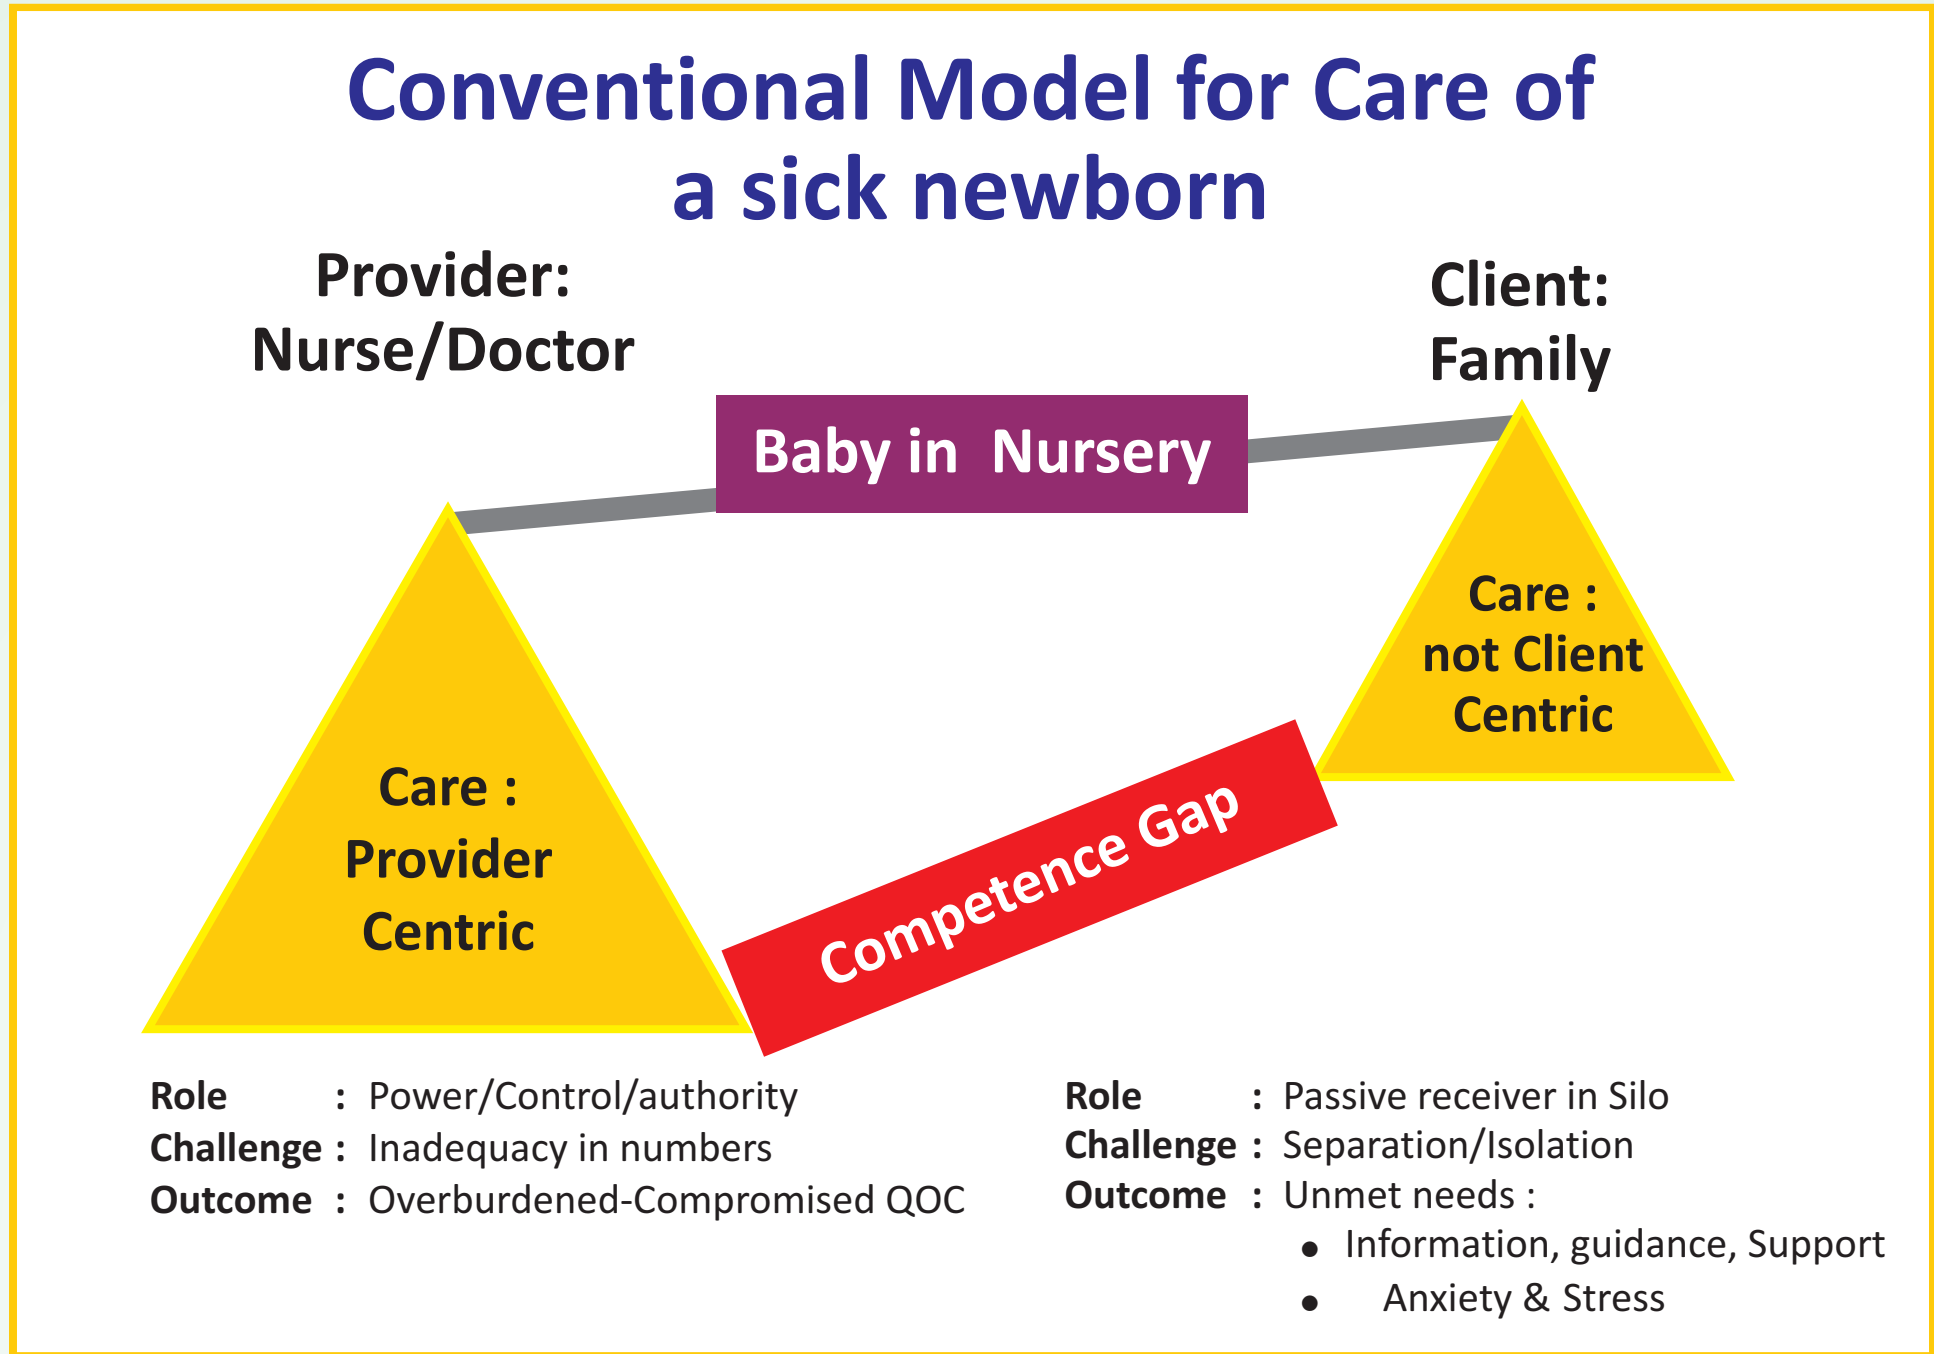 Conventional Model for Care of
a sick newborn
Provider:
Nurse/Doctor
Client:
Family
Baby in Nursery
Care :
Provider
Centric
Care :
not Client
Centric
Competence Gap
Role : Power/Control/authority
Challenge : Inadequacy in numbers
Outcome : Overburdened-Compromised QOC
Role : Passive receiver in Silo
Challenge : Separation/Isolation
Outcome : Unmet needs :
• Information, guidance, Support
• Anxiety & Stress